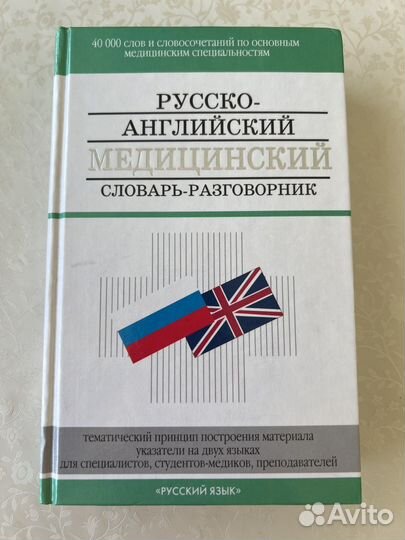 40 000 слов и словосочетаний по основным
медицинским специальностям
РУССКО-
АНГЛИЙСКИЙ
МЕДИЦИНСКИЙ
СЛОВАРЬ-РАЗГОВОРНИК
тематический принцип построения материала
указатели на двух языках
для специалистов, студентов-медиков, преподавателей
«РУССКИЙ ЯЗЫК»
Avito